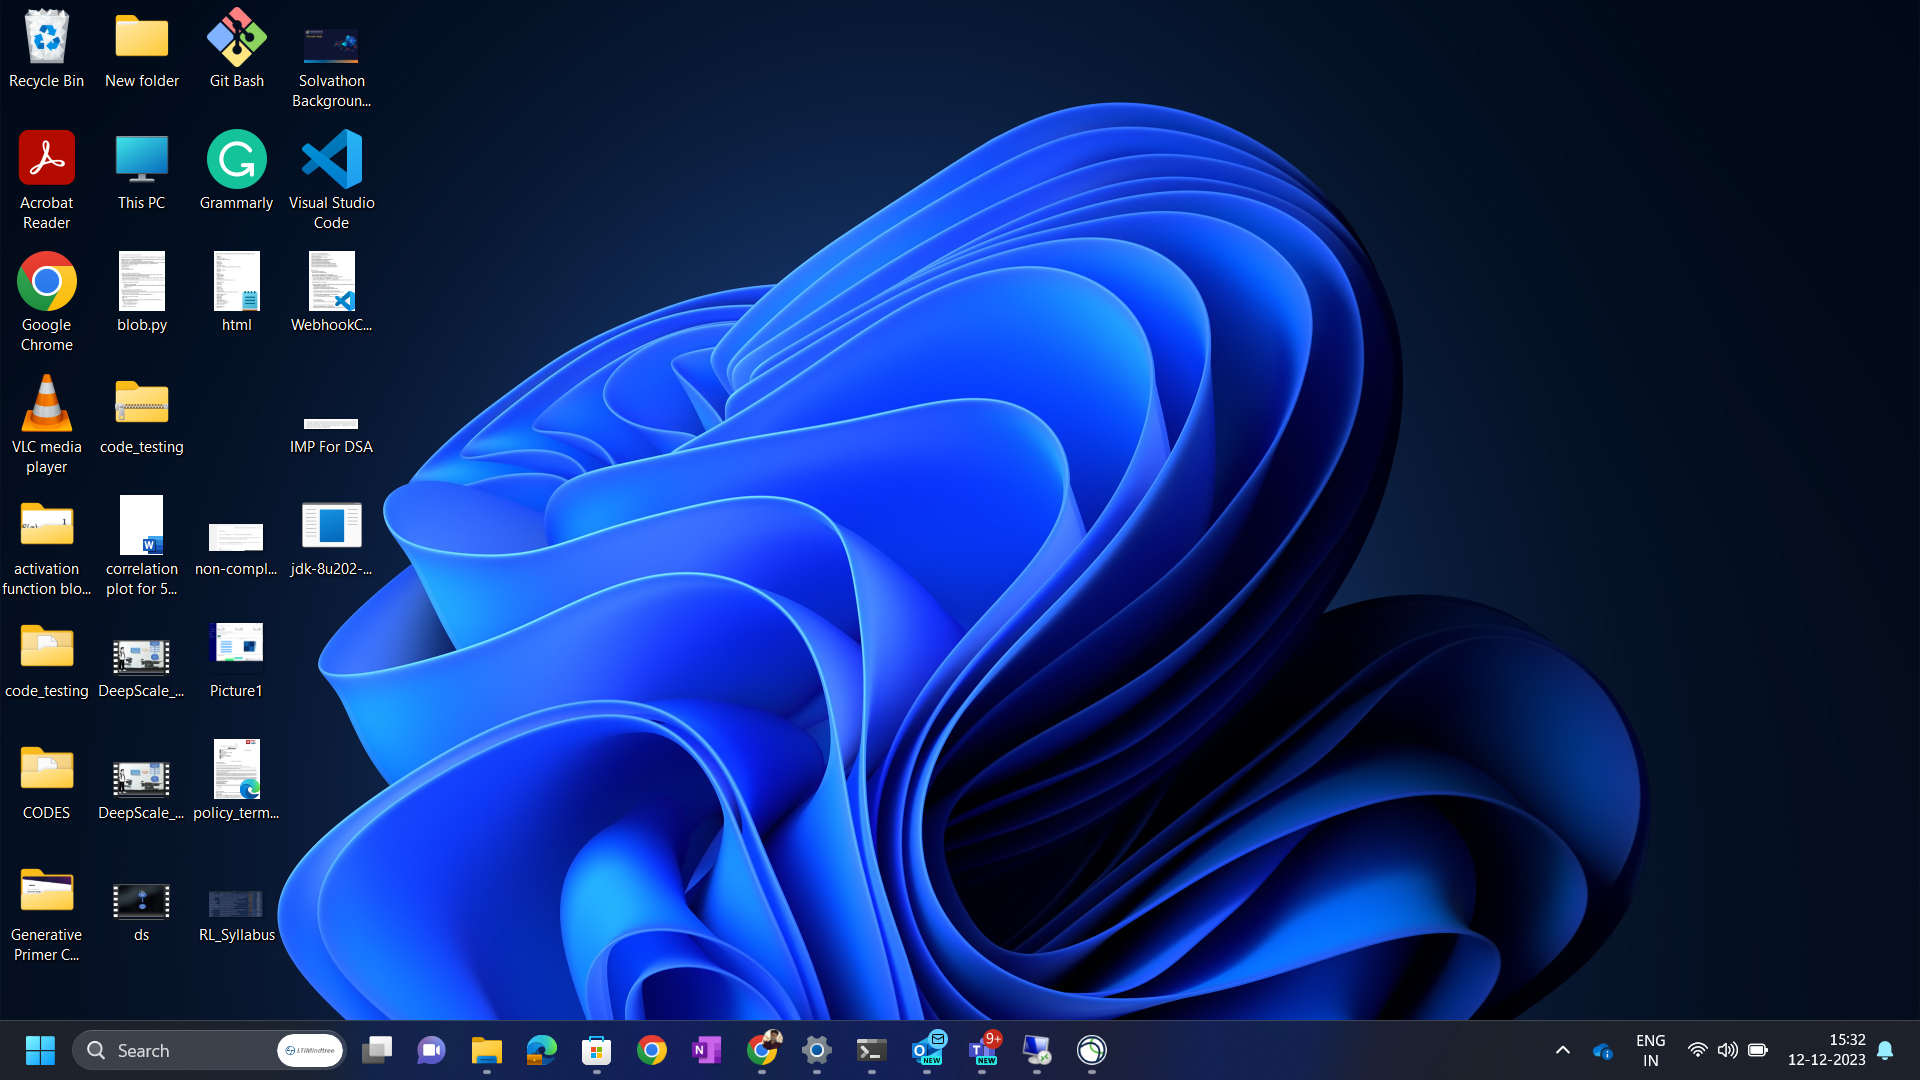 Recycle Bin
New folder
Git Bash
Solvathon
Backgroun...
Acrobat
Reader
This PC
Grammarly
Visual Studio
Code
Google
Chrome
blob.py
html
WebhookC...
VLC media
player
code_testing
IMP For DSA
activation
function blo...
correlation
plot for 5...
non-compl...
jdk-8u202-...
code_testing
DeepScale_...
Picture1
CODES
DeepScale_...
policy_term...
Generative
Primer C...
ds
RL_Syllabus
Search
LTIMindtree
NEW
9+
NEW
ENG
IN
15:32
12-12-2023